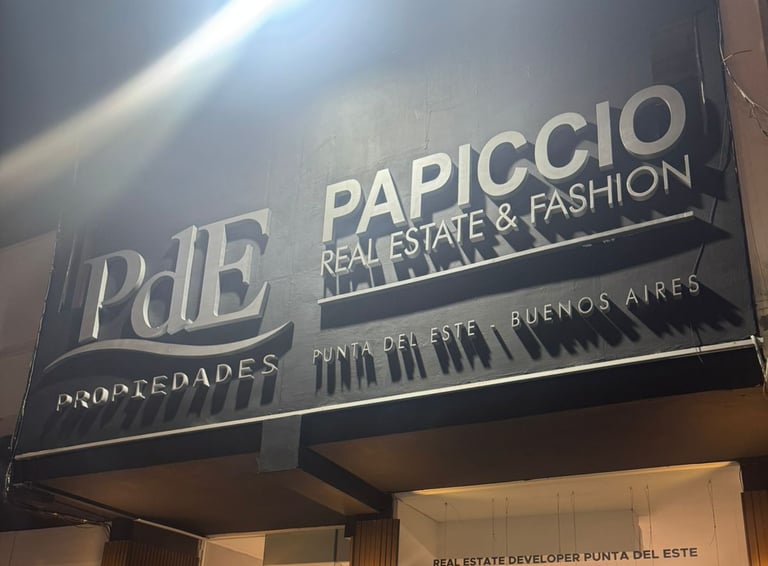 PdE
PROPIEDADES
PAPICCIO
REAL ESTATE & FASHION
PUNTA DEL ESTE - BUENOS AIRES
REAL ESTATE DEVELOPER PUNTA DEL ESTE